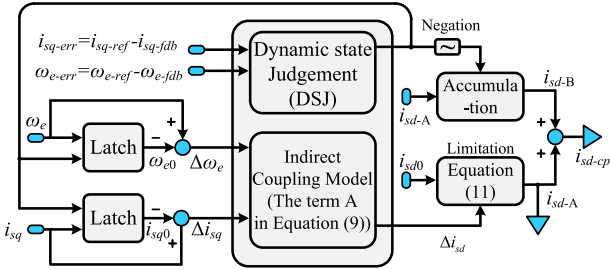 Negation
~
i_sq-err=i_sq-ref-i_sq-fdb
ω_e-err=ω_e-ref-ω_e-fdb
Dynamic state
Judgement
(DSJ)
Accumula
-tion
i_sd-A
i_sd-B
+
+
i_sd-cp
ω_e
+
Latch
−
ω_e0
Δω_e
Indirect
Coupling Model
(The term A
in Equation (9))
i_sd0
Limitation
Equation
(11)
i_sd-A
Δi_sd
Latch
−
i_sq0
Δi_sq
i_sq
+